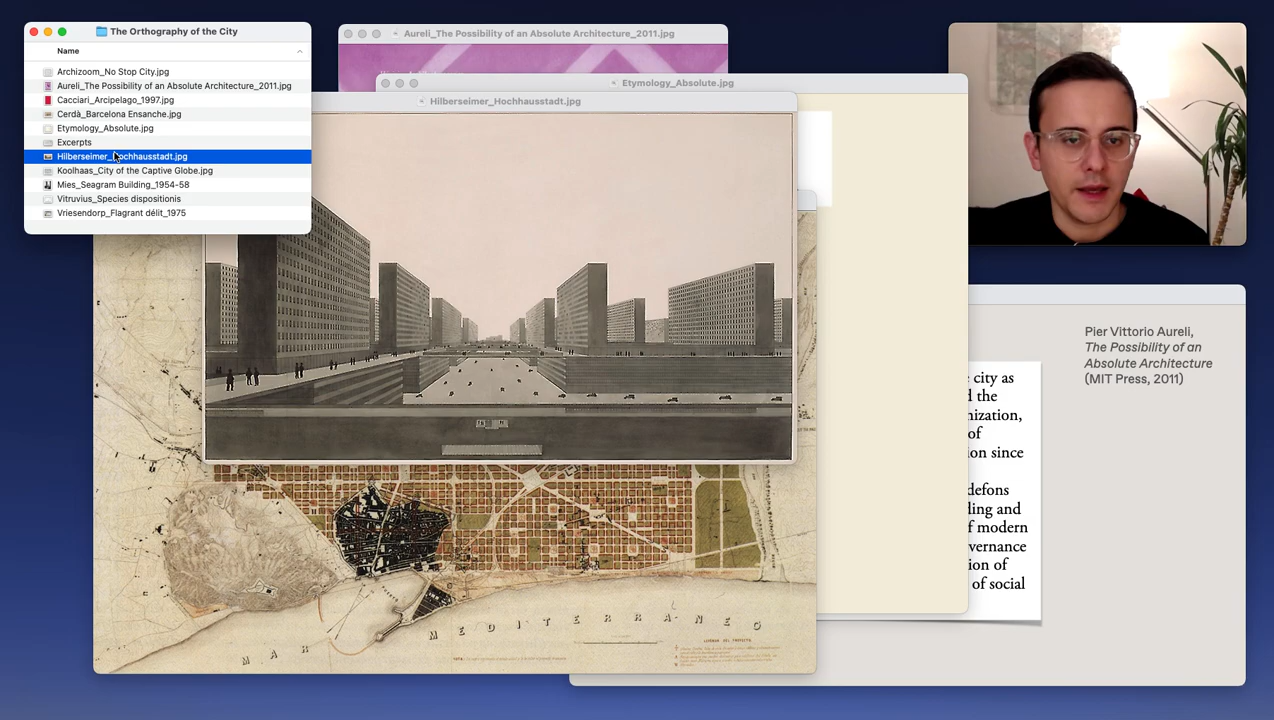 The Orthography of the City
Name
Archizoom_No Stop City.jpg
Aureli_The Possibility of an Absolute Architecture_2011.jpg
Cacciari_Arcipelago_1997.jpg
Cerdà_Barcelona Ensanche.jpg
Etymology_Absolute.jpg
Excerpts
Hilberseimer_Hochhausstadt.jpg
Koolhaas_City of the Captive Globe.jpg
Mies_Seagram Building_1954-58
Vitruvius_Species dispositionis
Vriesendorp_Flagrant délit_1975
Aureli_The Possibility of an Absolute Architecture_2011.jpg
Etymology_Absolute.jpg
Hilberseimer_Hochhausstadt.jpg
Pier Vittorio Aureli,
The Possibility of an
Absolute Architecture
(MIT Press, 2011)
city as
d the
nization,
of
ion since
defons
ding and
f modern
vernance
ion of
of social
MAR MEDITERRANEO